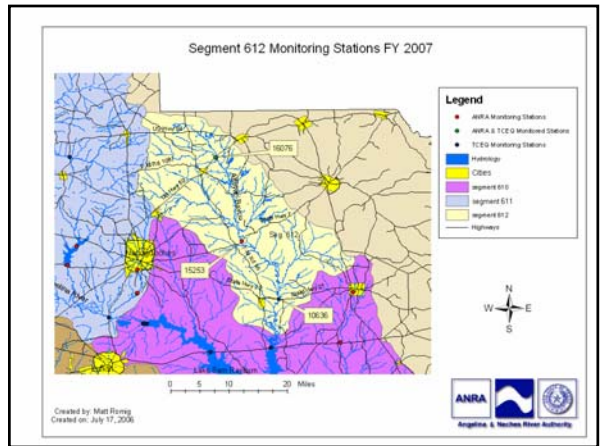 Segment 612 Monitoring Stations FY 2007
16076
Seg. 612
15253
10636
0 5 10 20 Miles
Legend
ANRA Monitoring Stations
ANRA & TCEQ Monitored Stations
TCEQ Monitoring Stations
Hydrology
Cities
segment 610
segment 611
segment 612
Highways
N
W E
S
Created by: Matt Romig
Created on: July 17, 2006
ANRA
Angelina & Neches River Authority